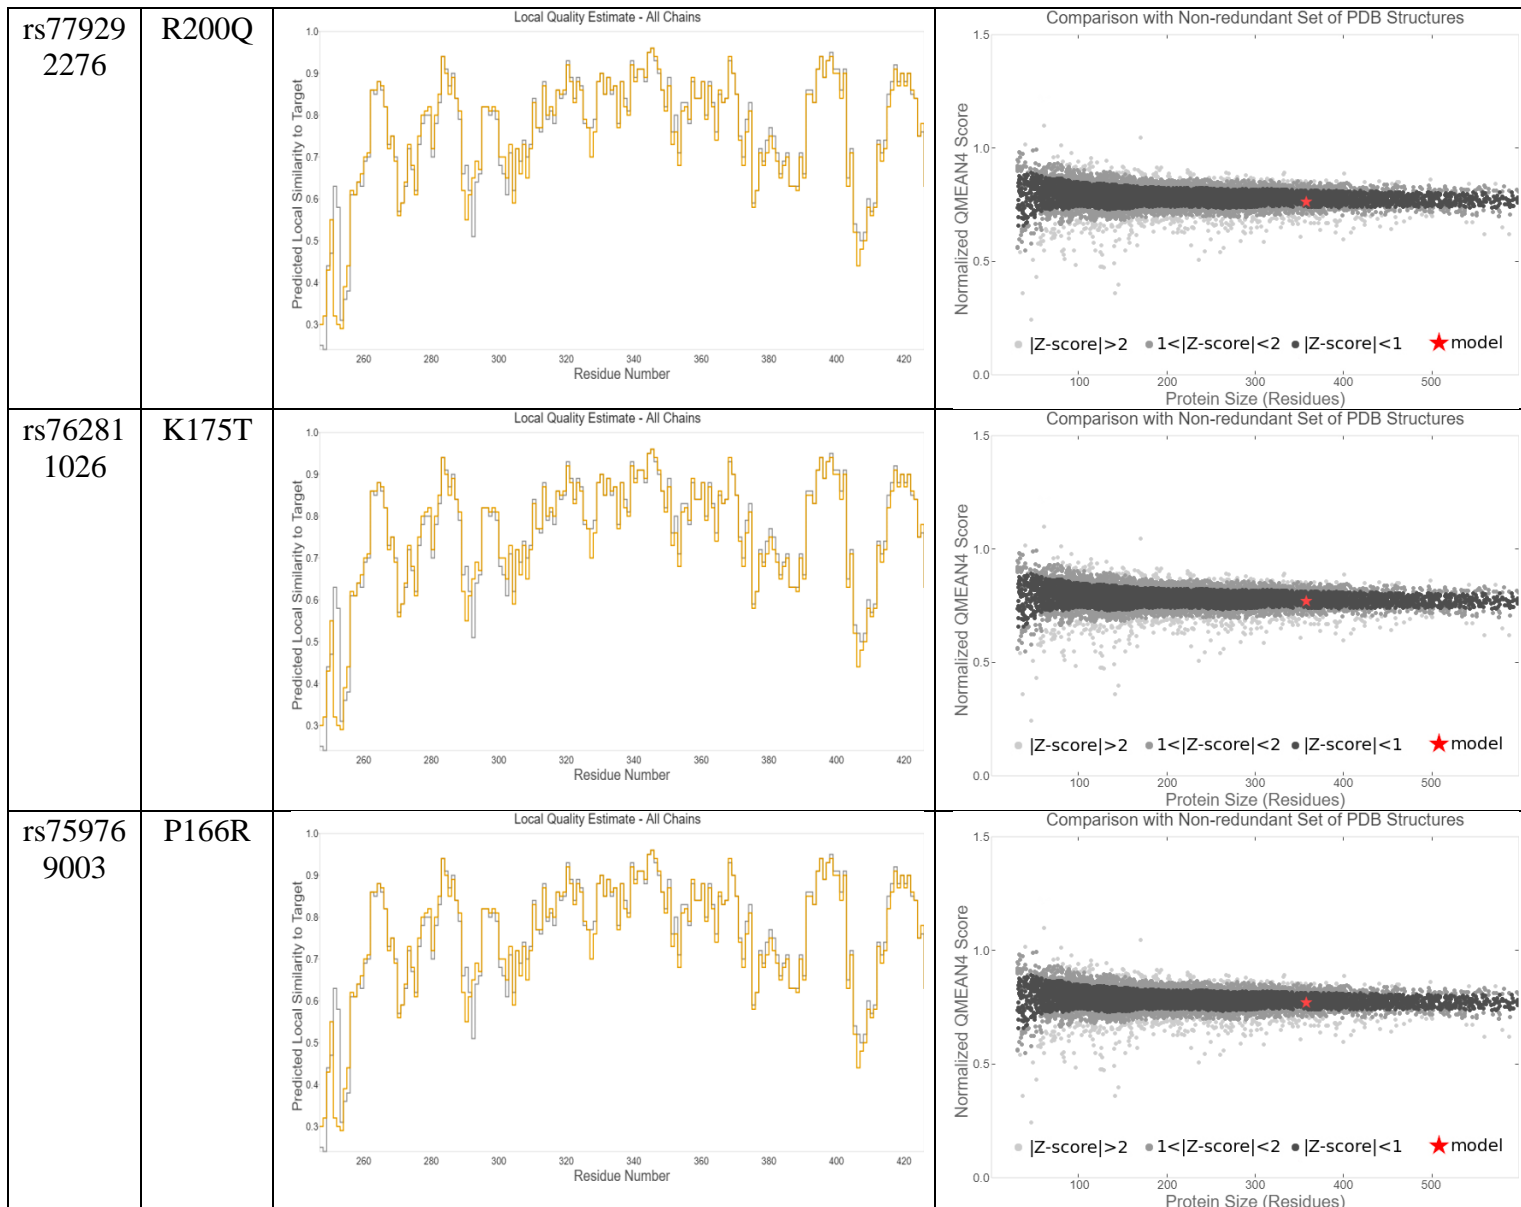 rs77929
2276
R200Q
Local Quality Estimate - All Chains
Predicted Local Similarity to Target
1.0
0.9
0.8
0.7
0.6
0.5
0.4
0.3
260 280 300 320 340 360 380 400 420
Residue Number
Comparison with Non-redundant Set of PDB Structures
Normalized QMEAN4 Score
1.5
1.0
0.5
0.0
|Z-score|>2 1<|Z-score|<2 |Z-score|<1 model
100 200 300 400 500
Protein Size (Residues)
rs76281
1026
K175T
Local Quality Estimate - All Chains
Predicted Local Similarity to Target
1.0
0.9
0.8
0.7
0.6
0.5
0.4
0.3
260 280 300 320 340 360 380 400 420
Residue Number
Comparison with Non-redundant Set of PDB Structures
Normalized QMEAN4 Score
1.5
1.0
0.5
0.0
|Z-score|>2 1<|Z-score|<2 |Z-score|<1 model
100 200 300 400 500
Protein Size (Residues)
rs75976
9003
P166R
Local Quality Estimate - All Chains
Predicted Local Similarity to Target
1.0
0.9
0.8
0.7
0.6
0.5
0.4
0.3
260 280 300 320 340 360 380 400 420
Residue Number
Comparison with Non-redundant Set of PDB Structures
Normalized QMEAN4 Score
1.5
1.0
0.5
0.0
|Z-score|>2 1<|Z-score|<2 |Z-score|<1 model
100 200 300 400 500
Protein Size (Residues)